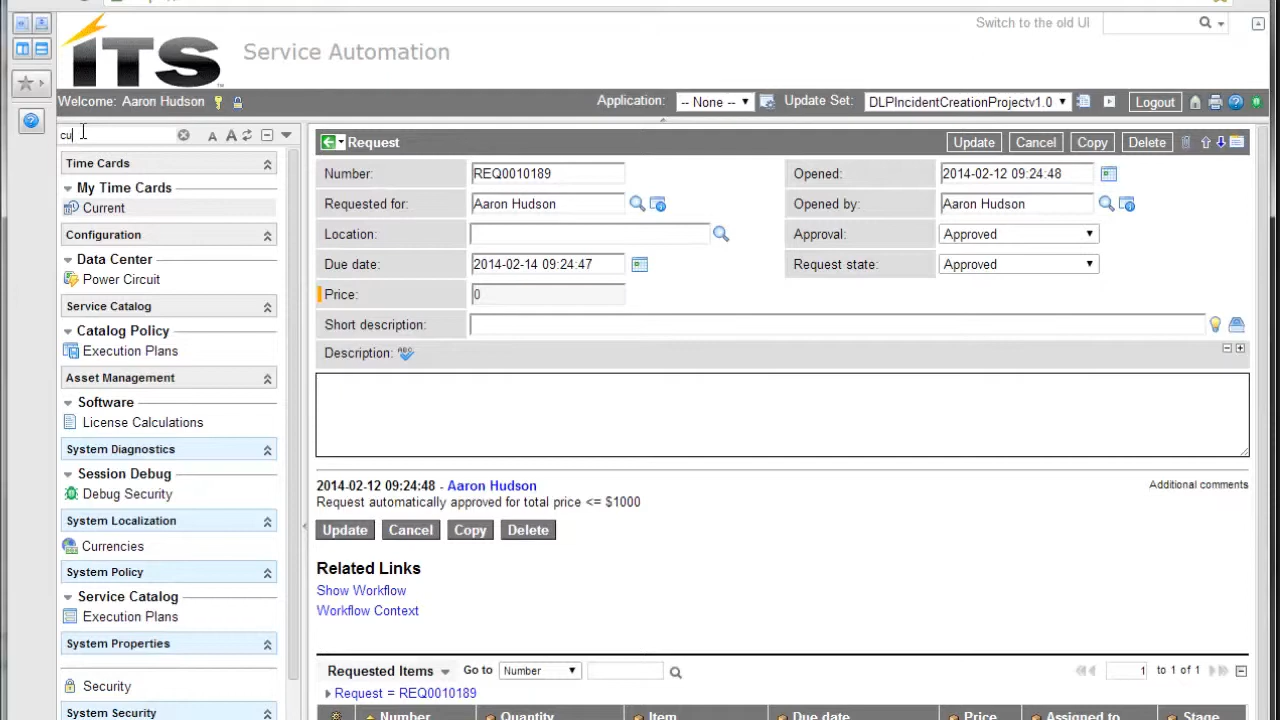 Switch to the old UI
ITS
Service Automation
Welcome: Aaron Hudson
Application: -- None --
Update Set: DLPIncidentCreationProjectv1.0
Logout
cu
A A
Time Cards
My Time Cards
Current
Configuration
Data Center
Power Circuit
Service Catalog
Catalog Policy
Execution Plans
Asset Management
Software
License Calculations
System Diagnostics
Session Debug
Debug Security
System Localization
Currencies
System Policy
Service Catalog
Execution Plans
System Properties
Security
System Security
Request
Update Cancel Copy Delete
Number: REQ0010189
Opened: 2014-02-12 09:24:48
Requested for: Aaron Hudson
Opened by: Aaron Hudson
Location:
Approval: Approved
Due date: 2014-02-14 09:24:47
Request state: Approved
Price: 0
Short description:
Description:
2014-02-12 09:24:48 - Aaron Hudson
Additional comments
Request automatically approved for total price <= $1000
Update Cancel Copy Delete
Related Links
Show Workflow
Workflow Context
Requested Items Go to Number
1 to 1 of 1
Request = REQ0010189
Number Quantity Item Due date Price Assigned to Stage